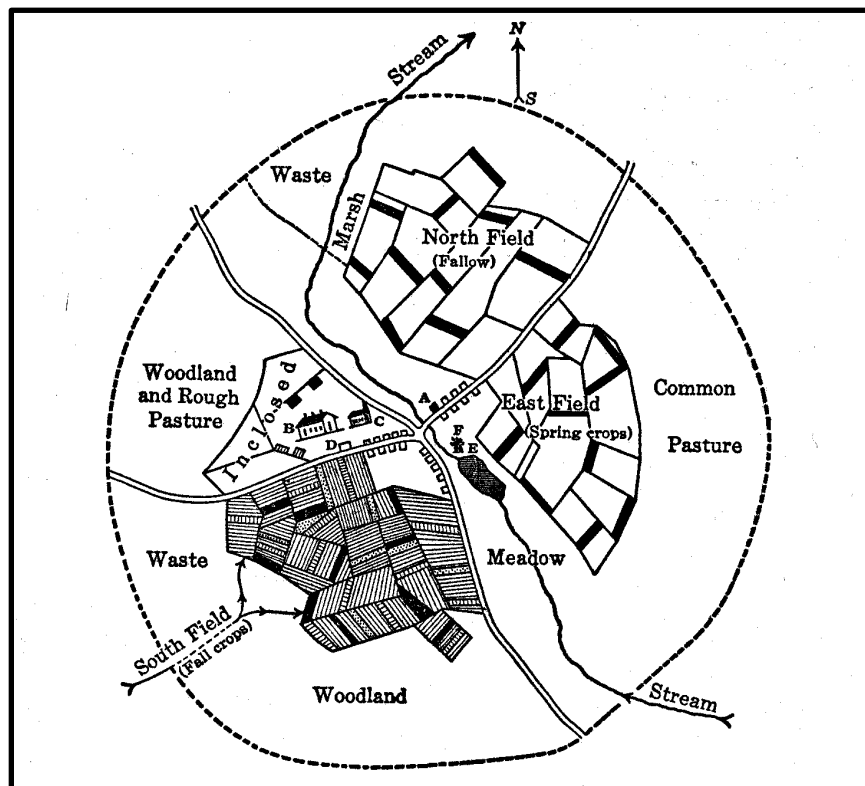 N
S
Stream
Waste
Marsh
North Field
(Fallow)
Woodland
and Rough
Pasture
Inclosed
A
B
C
D
East Field
(Spring crops)
F
E
Common
Pasture
Waste
Meadow
South Field
(Fall crops)
Woodland
Stream